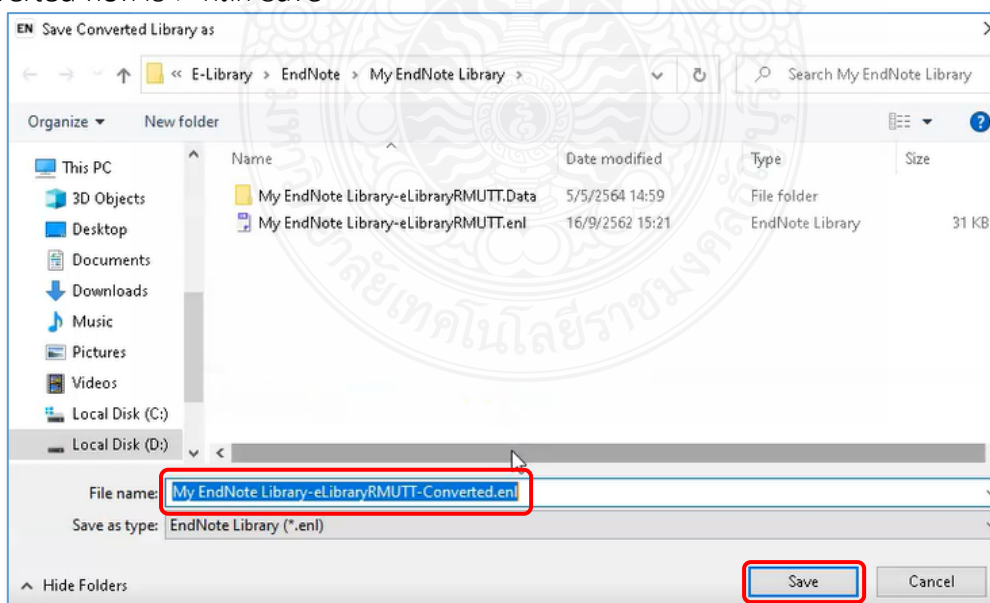 EN Save Converted Library as
« E-Library > EndNote > My EndNote Library >
Search My EndNote Library
Organize
New folder
Name
Date modified
Type
Size
This PC
3D Objects
Desktop
Documents
Downloads
Music
Pictures
Videos
Local Disk (C:)
Local Disk (D:)
My EndNote Library-eLibraryRMUTT.Data 5/5/2564 14:59 File folder
My EndNote Library-eLibraryRMUTT.enl 16/9/2562 15:21 EndNote Library 31 KB
File name: My EndNote Library-eLibraryRMUTT-Converted.enl
Save as type: EndNote Library (*.enl)
Hide Folders
Save
Cancel